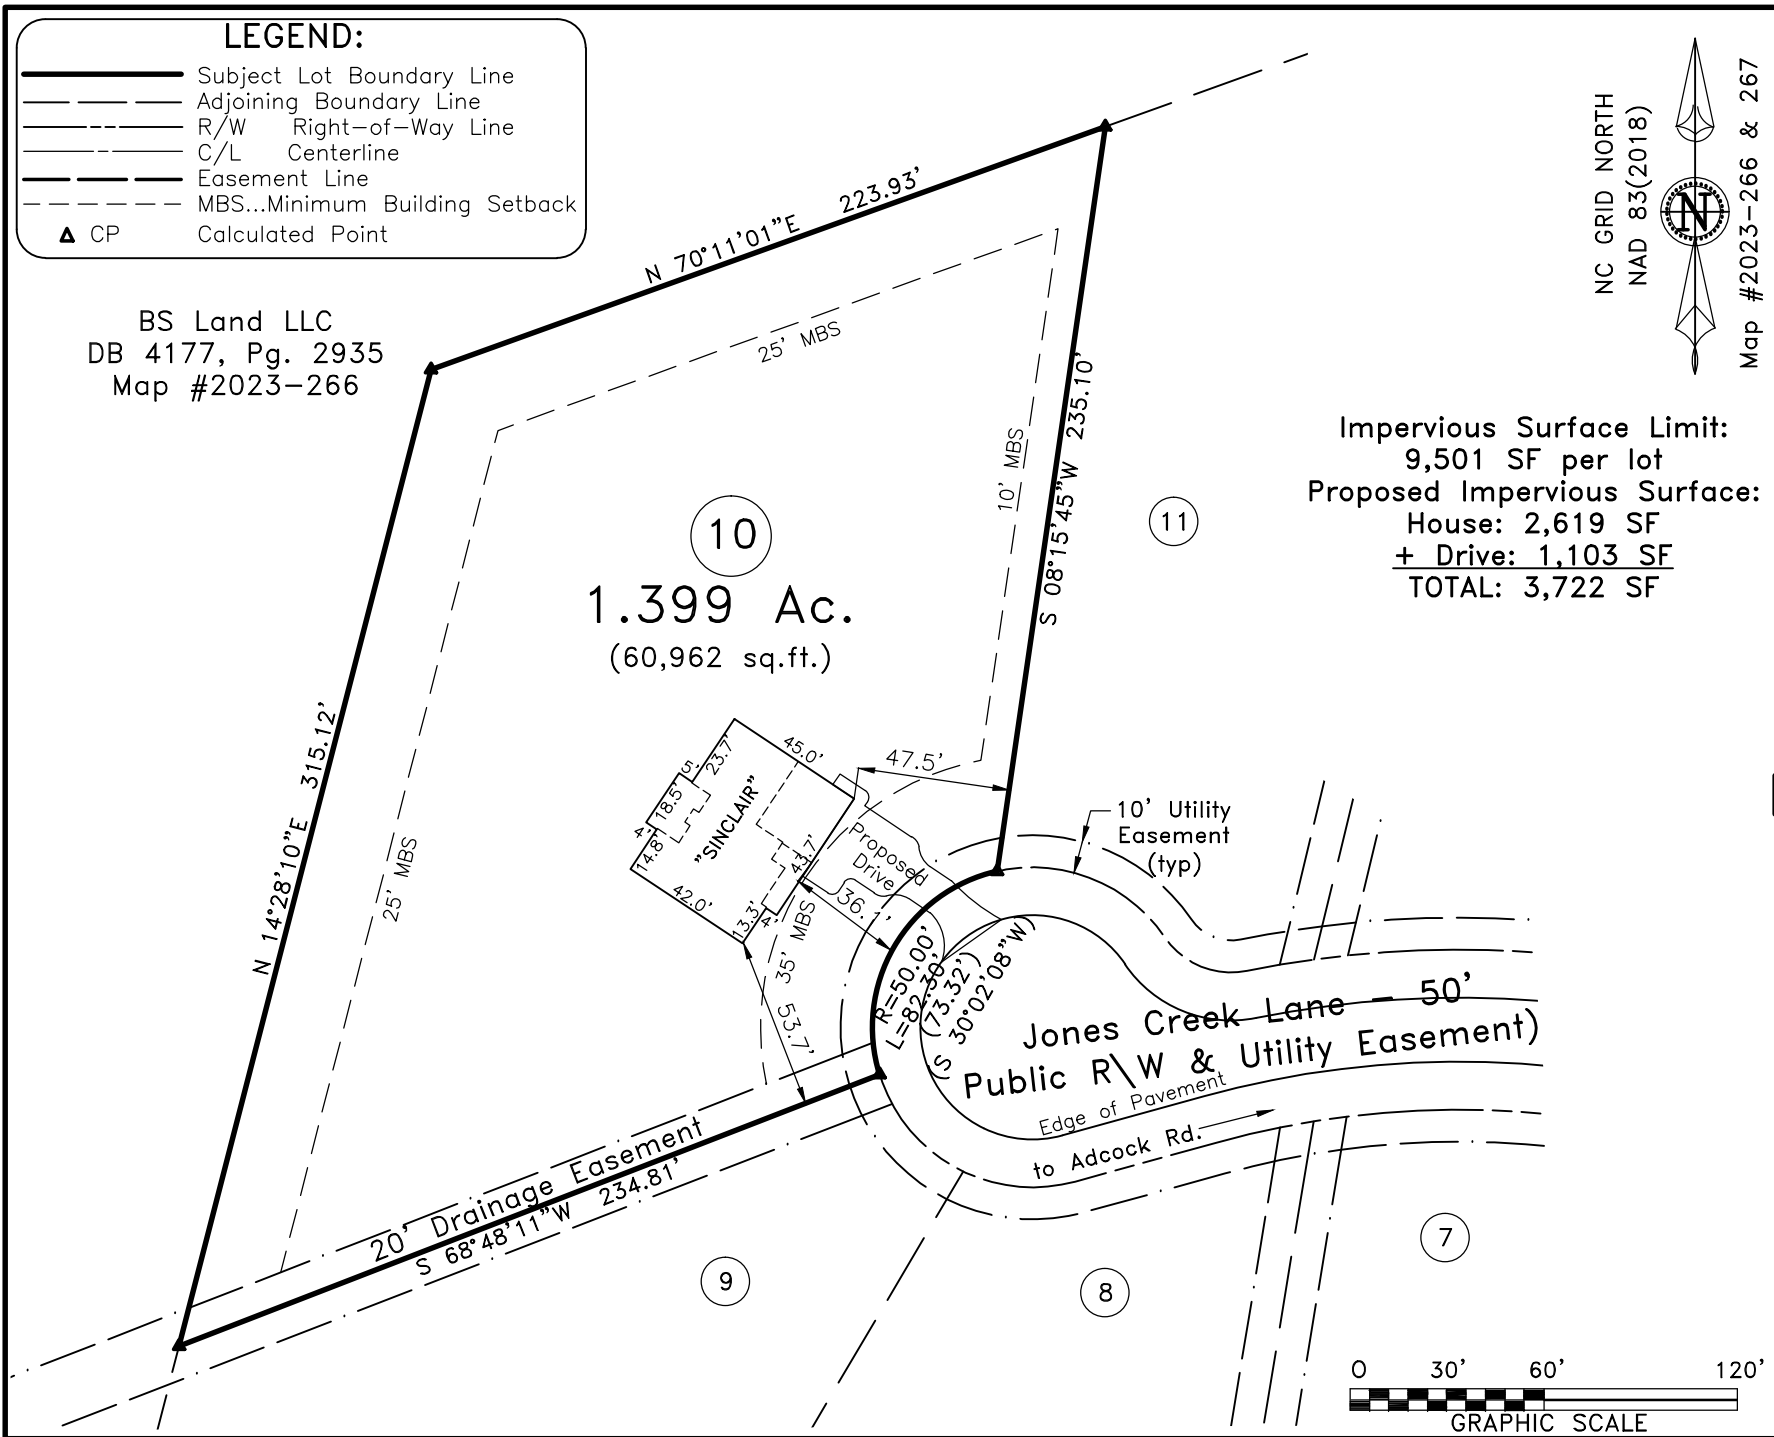 LEGEND:
Subject Lot Boundary Line
Adjoining Boundary Line
R/W Right-of-Way Line
C/L Centerline
Easement Line
MBS...Minimum Building Setback
CP Calculated Point
BS Land LLC
DB 4177, Pg. 2935
Map #2023-266
N 70°11'01"E 223.93'
25' MBS
NC GRID NORTH
NAD 83(2018)
N
Map #2023-266 & 267
Impervious Surface Limit:
9,501 SF per lot
Proposed Impervious Surface:
House: 2,619 SF
+ Drive: 1,103 SF
TOTAL: 3,722 SF
S 08°15'45"W 235.10'
10' MBS
10
1.399 Ac.
(60,962 sq.ft.)
11
N 14°28'10"E 315.12'
25' MBS
45.0'
23.7'
5'
18.5'
4'
14.8'
42.0'
13.3'
4'
43.7'
"SINCLAIR"
47.5'
Proposed
Drive
36.1'
35' MBS
53.7'
10' Utility
Easement
(typ)
R=50.00'
L=82.30'
(73.32')
(S 30°02'08"W)
Jones Creek Lane - 50'
Public R\W & Utility Easement)
Edge of Pavement
to Adcock Rd.
20' Drainage Easement
S 68°48'11"W 234.81'
9
8
7
0 30' 60' 120'
GRAPHIC SCALE